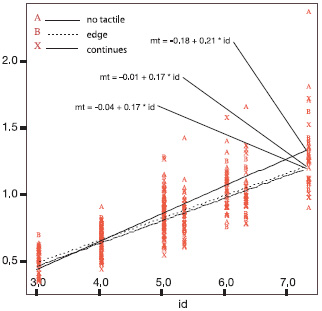 A no tactile
B edge
X continues
mt = -0.18 + 0.21 * id
mt = -0.01 + 0.17 * id
mt = -0.04 + 0.17 * id
2.0
1.5
1.0
0,5
3,0 4,0 5,0 6,0 7,0
id